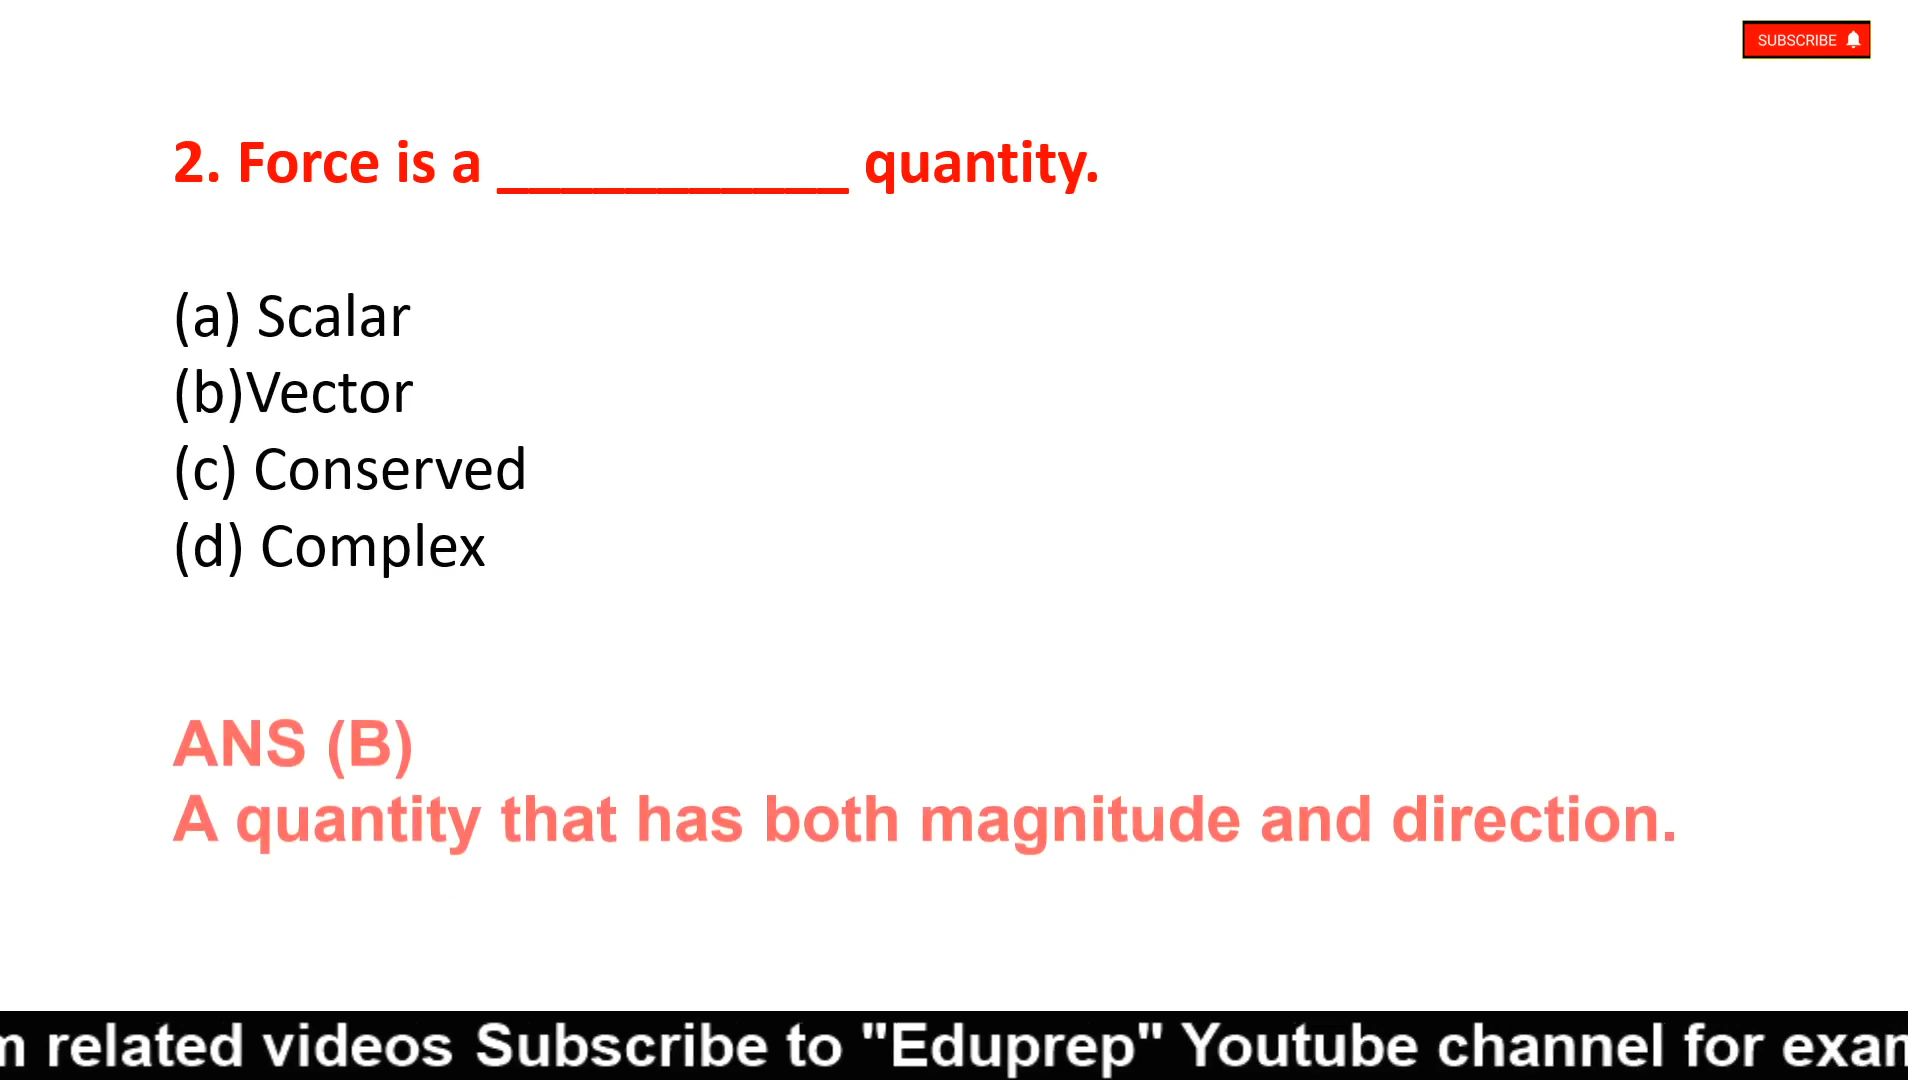 SUBSCRIBE
2. Force is a ___________ quantity.
(a) Scalar
(b)Vector
(c) Conserved
(d) Complex
ANS (B)
A quantity that has both magnitude and direction.
related videos Subscribe to "Eduprep" Youtube channel for